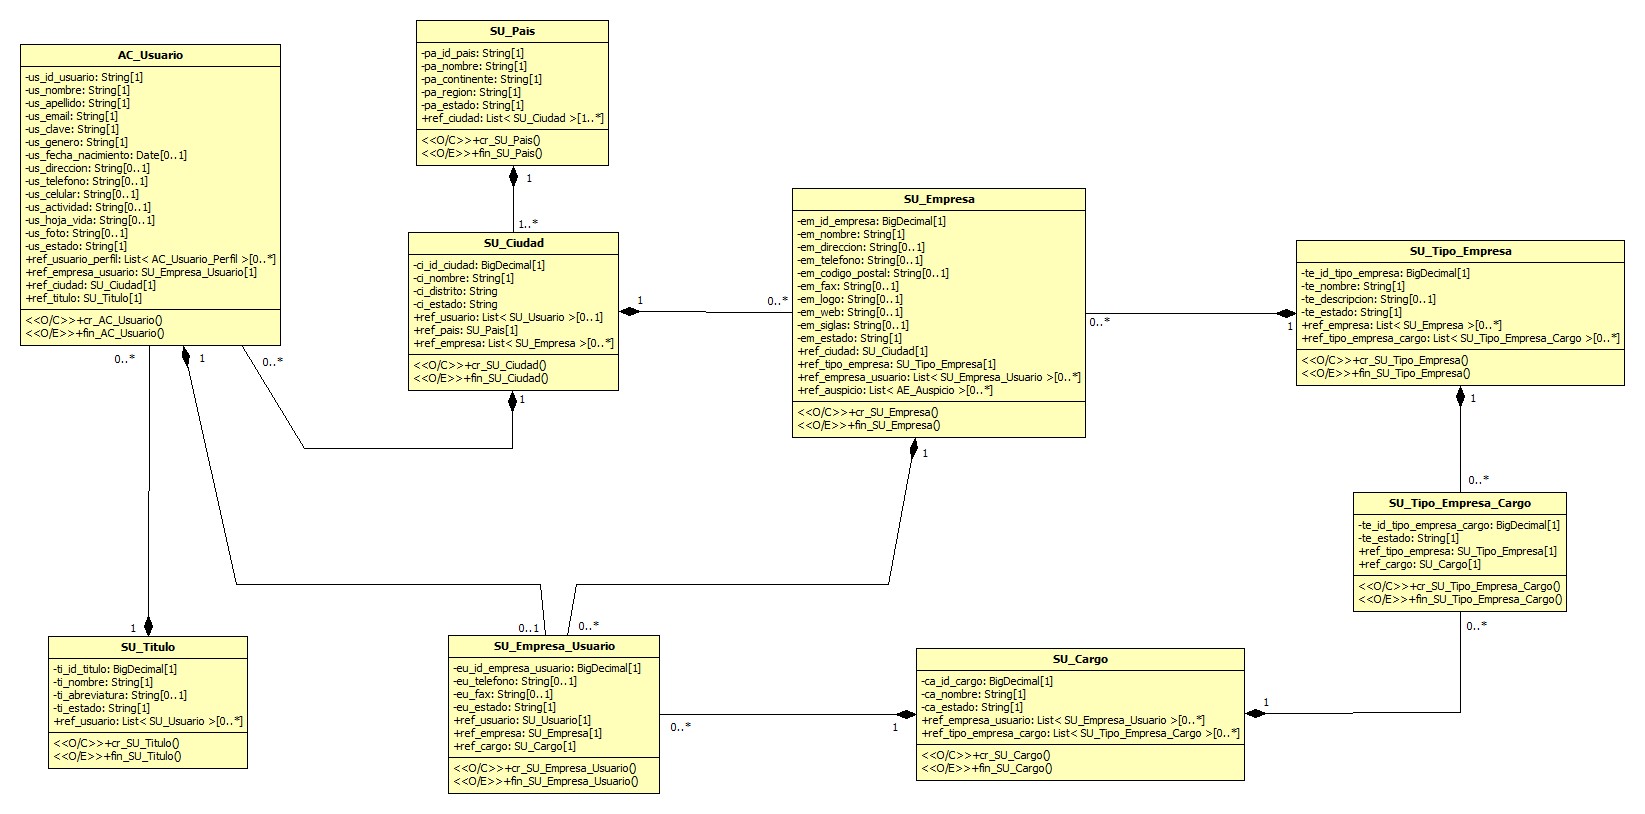 AC_Usuario
-us_id_usuario: String[1]
-us_nombre: String[1]
-us_apellido: String[1]
-us_email: String[1]
-us_clave: String[1]
-us_genero: String[1]
-us_fecha_nacimiento: Date[0..1]
-us_direccion: String[0..1]
-us_telefono: String[0..1]
-us_celular: String[0..1]
-us_actividad: String[0..1]
-us_hoja_vida: String[0..1]
-us_foto: String[0..1]
-us_estado: String[1]
+ref_usuario_perfil: List< AC_Usuario_Perfil >[0..*]
+ref_empresa_usuario: SU_Empresa_Usuario[1]
+ref_ciudad: SU_Ciudad[1]
+ref_titulo: SU_Titulo[1]
<<O/C>>+cr_AC_Usuario()
<<O/E>>+fin_AC_Usuario()
0..*
1
0..*
SU_Pais
-pa_id_pais: String[1]
-pa_nombre: String[1]
-pa_continente: String[1]
-pa_region: String[1]
-pa_estado: String[1]
+ref_ciudad: List< SU_Ciudad >[1..*]
<<O/C>>+cr_SU_Pais()
<<O/E>>+fin_SU_Pais()
1
1..*
SU_Ciudad
-ci_id_ciudad: BigDecimal[1]
-ci_nombre: String[1]
-ci_distrito: String
-ci_estado: String
+ref_usuario: List< SU_Usuario >[0..1]
+ref_pais: SU_Pais[1]
+ref_empresa: List< SU_Empresa >[0..*]
<<O/C>>+cr_SU_Ciudad()
<<O/E>>+fin_SU_Ciudad()
1
1
0..*
SU_Empresa
-em_id_empresa: BigDecimal[1]
-em_nombre: String[1]
-em_direccion: String[0..1]
-em_telefono: String[0..1]
-em_codigo_postal: String[0..1]
-em_fax: String[0..1]
-em_logo: String[0..1]
-em_web: String[0..1]
-em_siglas: String[0..1]
-em_estado: String[1]
+ref_ciudad: SU_Ciudad[1]
+ref_tipo_empresa: SU_Tipo_Empresa[1]
+ref_empresa_usuario: List< SU_Empresa_Usuario >[0..*]
+ref_auspicio: List< AE_Auspicio >[0..*]
<<O/C>>+cr_SU_Empresa()
<<O/E>>+fin_SU_Empresa()
1
0..*
1
SU_Tipo_Empresa
-te_id_tipo_empresa: BigDecimal[1]
-te_nombre: String[1]
-te_descripcion: String[0..1]
-te_estado: String[1]
+ref_empresa: List< SU_Empresa >[0..*]
+ref_tipo_empresa_cargo: List< SU_Tipo_Empresa_Cargo >[0..*]
<<O/C>>+cr_SU_Tipo_Empresa()
<<O/E>>+fin_SU_Tipo_Empresa()
1
0..*
SU_Tipo_Empresa_Cargo
-te_id_tipo_empresa_cargo: BigDecimal[1]
-te_estado: String[1]
+ref_tipo_empresa: SU_Tipo_Empresa[1]
+ref_cargo: SU_Cargo[1]
<<O/C>>+cr_SU_Tipo_Empresa_Cargo()
<<O/E>>+fin_SU_Tipo_Empresa_Cargo()
0..*
1
SU_Titulo
-ti_id_titulo: BigDecimal[1]
-ti_nombre: String[1]
-ti_abreviatura: String[0..1]
-ti_estado: String[1]
+ref_usuario: List< SU_Usuario >[0..*]
<<O/C>>+cr_SU_Titulo()
<<O/E>>+fin_SU_Titulo()
0..1
0..*
SU_Empresa_Usuario
-eu_id_empresa_usuario: BigDecimal[1]
-eu_telefono: String[0..1]
-eu_fax: String[0..1]
-eu_estado: String[1]
+ref_usuario: SU_Usuario[1]
+ref_empresa: SU_Empresa[1]
+ref_cargo: SU_Cargo[1]
<<O/C>>+cr_SU_Empresa_Usuario()
<<O/E>>+fin_SU_Empresa_Usuario()
0..*
1
SU_Cargo
-ca_id_cargo: BigDecimal[1]
-ca_nombre: String[1]
-ca_estado: String[1]
+ref_empresa_usuario: List< SU_Empresa_Usuario >[0..*]
+ref_tipo_empresa_cargo: List< SU_Tipo_Empresa_Cargo >[0..*]
<<O/C>>+cr_SU_Cargo()
<<O/E>>+fin_SU_Cargo()
1